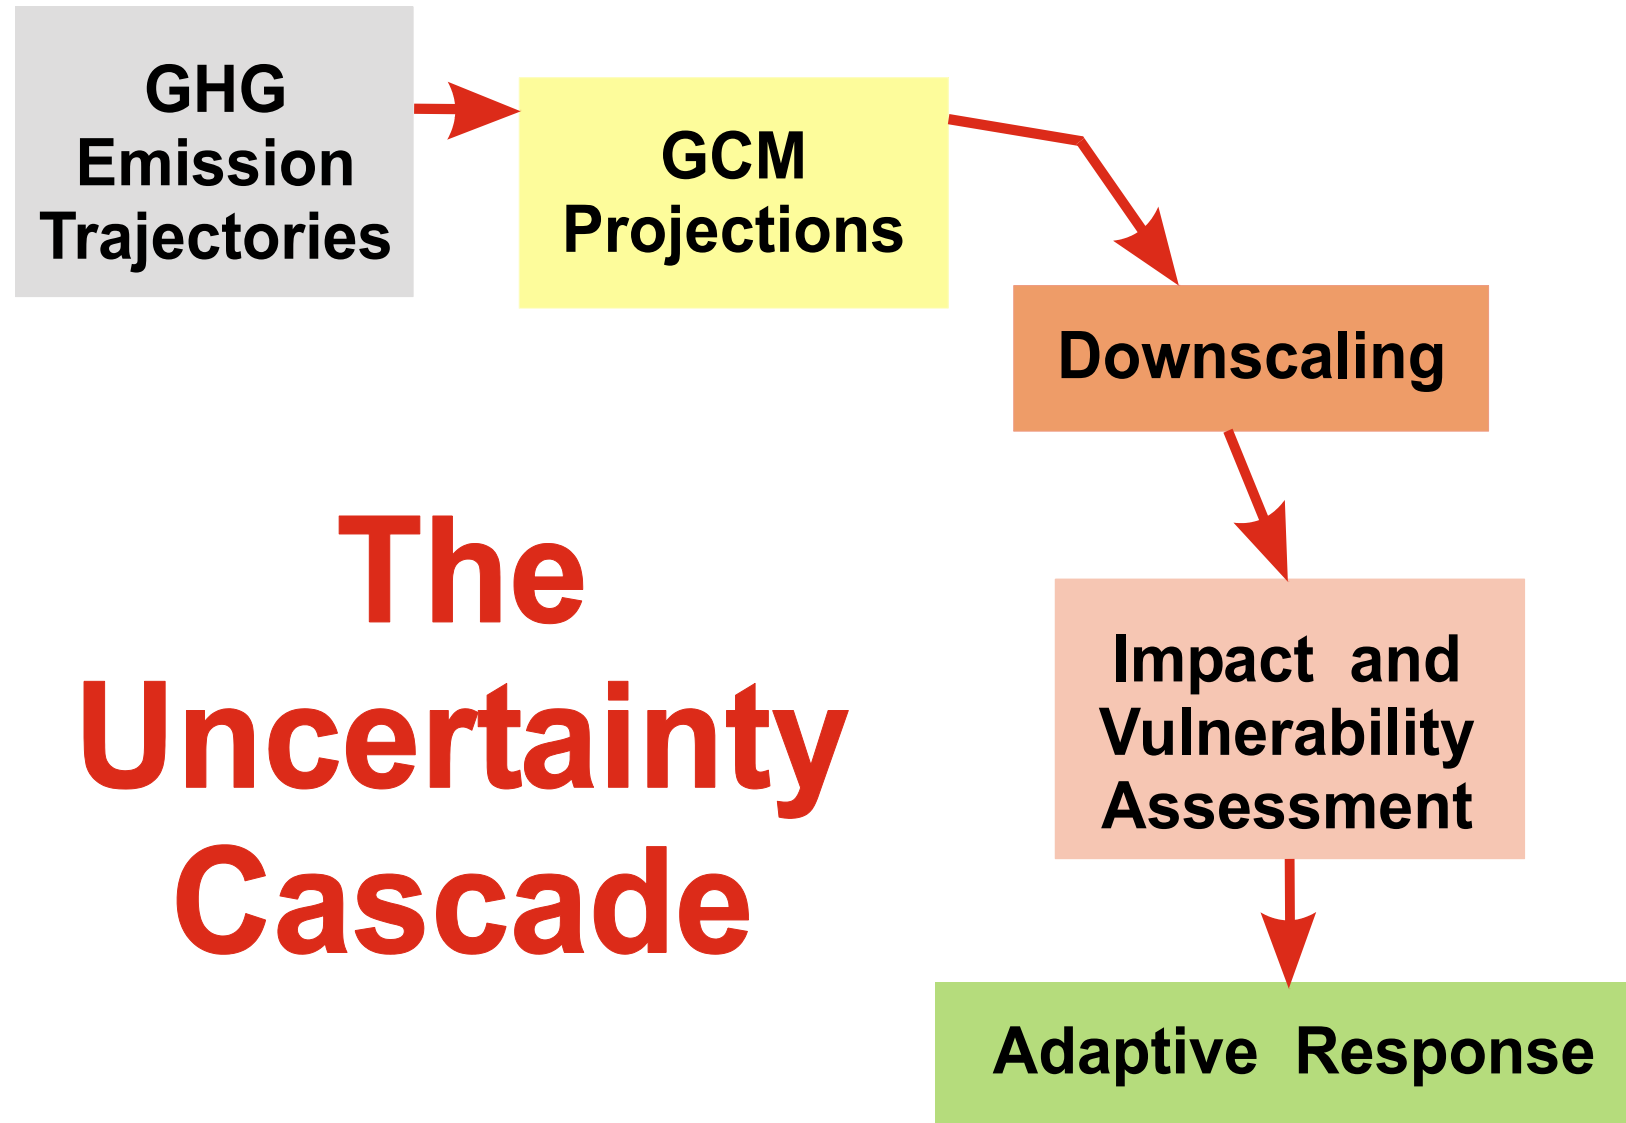 GHG
Emission
Trajectories
GCM
Projections
Downscaling
The
Uncertainty
Cascade
Impact and
Vulnerability
Assessment
Adaptive Response